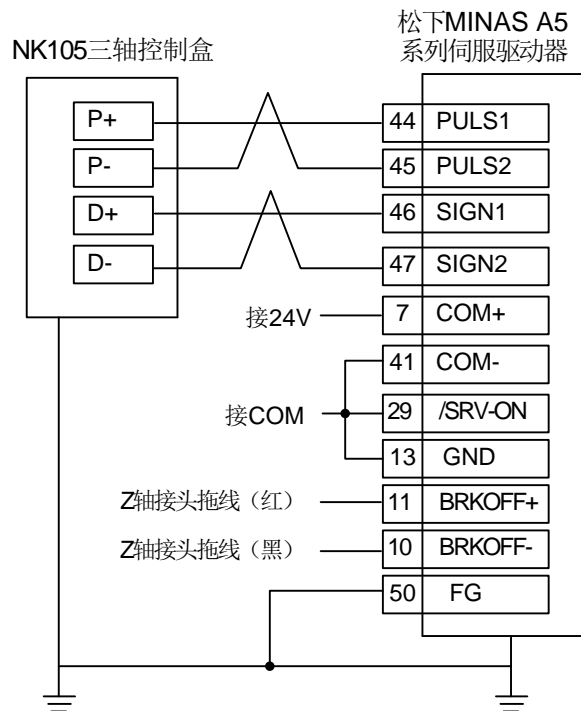 NK105三轴控制盒
松下MINAS A5
系列伺服驱动器
P+
P-
D+
D-
44 PULS1
45 PULS2
46 SIGN1
47 SIGN2
接24V
7 COM+
41 COM-
接COM
29 /SRV-ON
13 GND
Z轴接头拖线（红）
11 BRKOFF+
Z轴接头拖线（黑）
10 BRKOFF-
50 FG